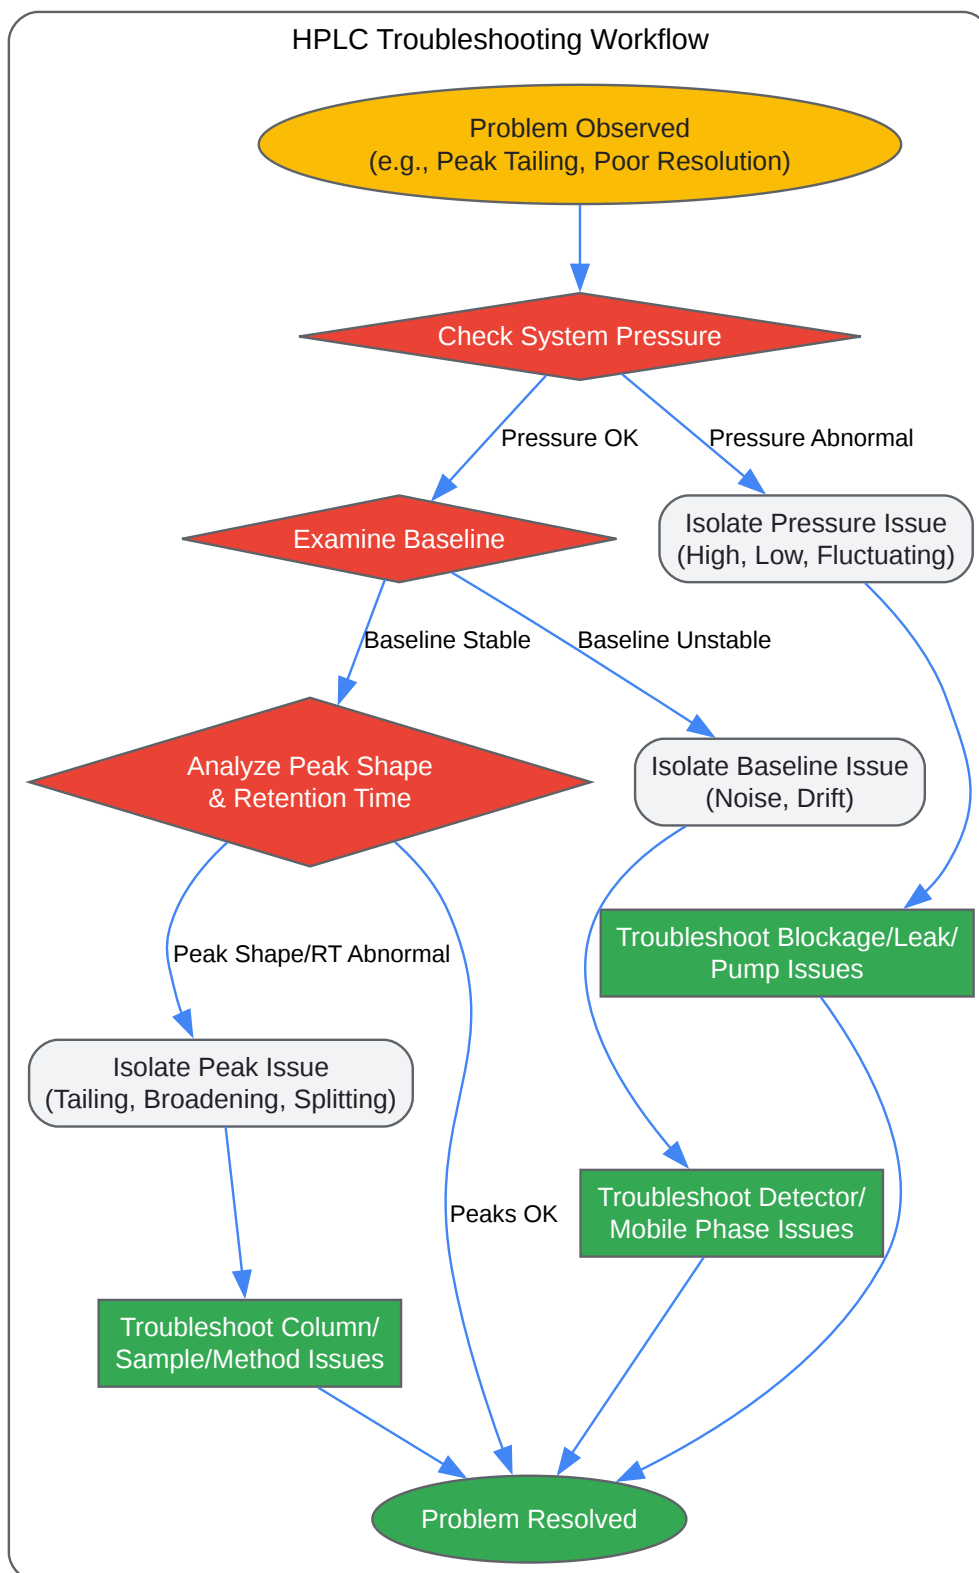 HPLC Troubleshooting Workflow
Problem Observed
(e.g., Peak Tailing, Poor Resolution)
Check System Pressure
Pressure OK
Pressure Abnormal
Examine Baseline
Isolate Pressure Issue
(High, Low, Fluctuating)
Baseline Stable
Baseline Unstable
Analyze Peak Shape
& Retention Time
Isolate Baseline Issue
(Noise, Drift)
Troubleshoot Blockage/Leak/
Pump Issues
Peak Shape/RT Abnormal
Isolate Peak Issue
(Tailing, Broadening, Splitting)
Peaks OK
Troubleshoot Detector/
Mobile Phase Issues
Troubleshoot Column/
Sample/Method Issues
Problem Resolved